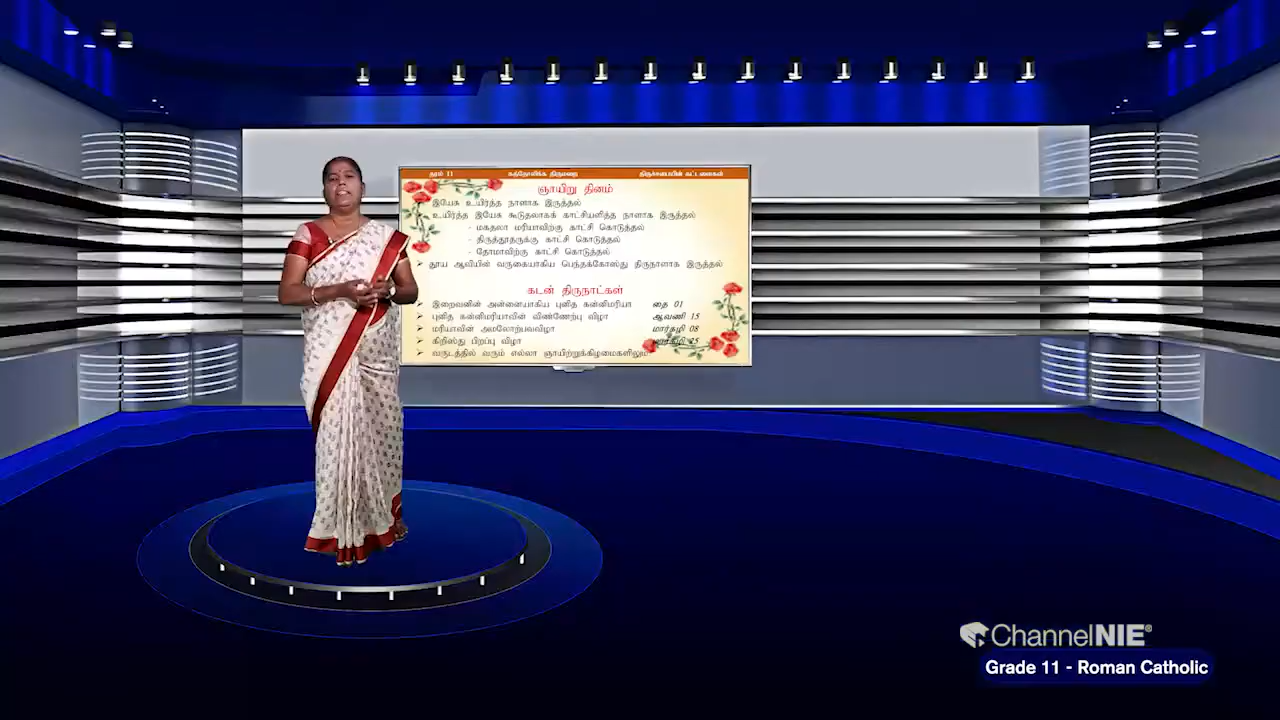 தரம் 11 கத்தோலிக்க திருமறை திருச்சபையின் கட்டளைகள்
ஞாயிறு தினம்
இயேசு உயிர்த்த நாளாக இருத்தல்
உயிர்த்த இயேசு கூடுதலாகக் காட்சியளித்த நாளாக இருத்தல்
- மகதலா மரியாவிற்கு காட்சி கொடுத்தல்
- திருத்தூதருக்கு காட்சி கொடுத்தல்
- தோமாவிற்கு காட்சி கொடுத்தல்
➤ தூய ஆவியின் வருகையாகிய பெந்தக்கோஸ்து திருநாளாக இருத்தல்
கடன் திருநாட்கள்
➤ இறைவனின் அன்னையாகிய புனித கன்னிமரியா தை 01
➤ புனித கன்னிமரியாவின் விண்ணேற்பு விழா ஆவணி 15
➤ மரியாவின் அமலோற்பவவிழா மார்கழி 08
➤ கிறிஸ்து பிறப்பு விழா மார்கழி 25
➤ வருடத்தில் வரும் எல்லா ஞாயிற்றுக்கிழமைகளிலும்
ChannelNIE®
Grade 11 - Roman Catholic